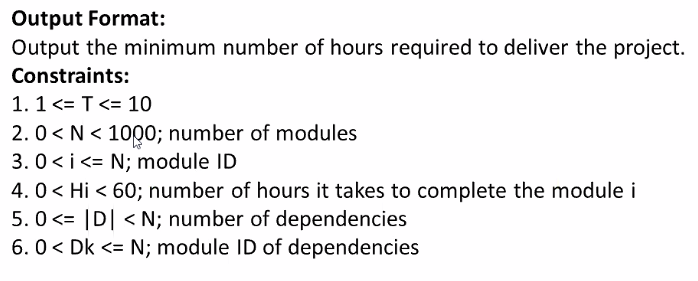 Output Format:
Output the minimum number of hours required to deliver the project.
Constraints:
1. 1 <= T <= 10
2. 0 < N < 1000; number of modules
3. 0 < i <= N; module ID
4. 0 < Hi < 60; number of hours it takes to complete the module i
5. 0 <= |D| < N; number of dependencies
6. 0 < Dk <= N; module ID of dependencies